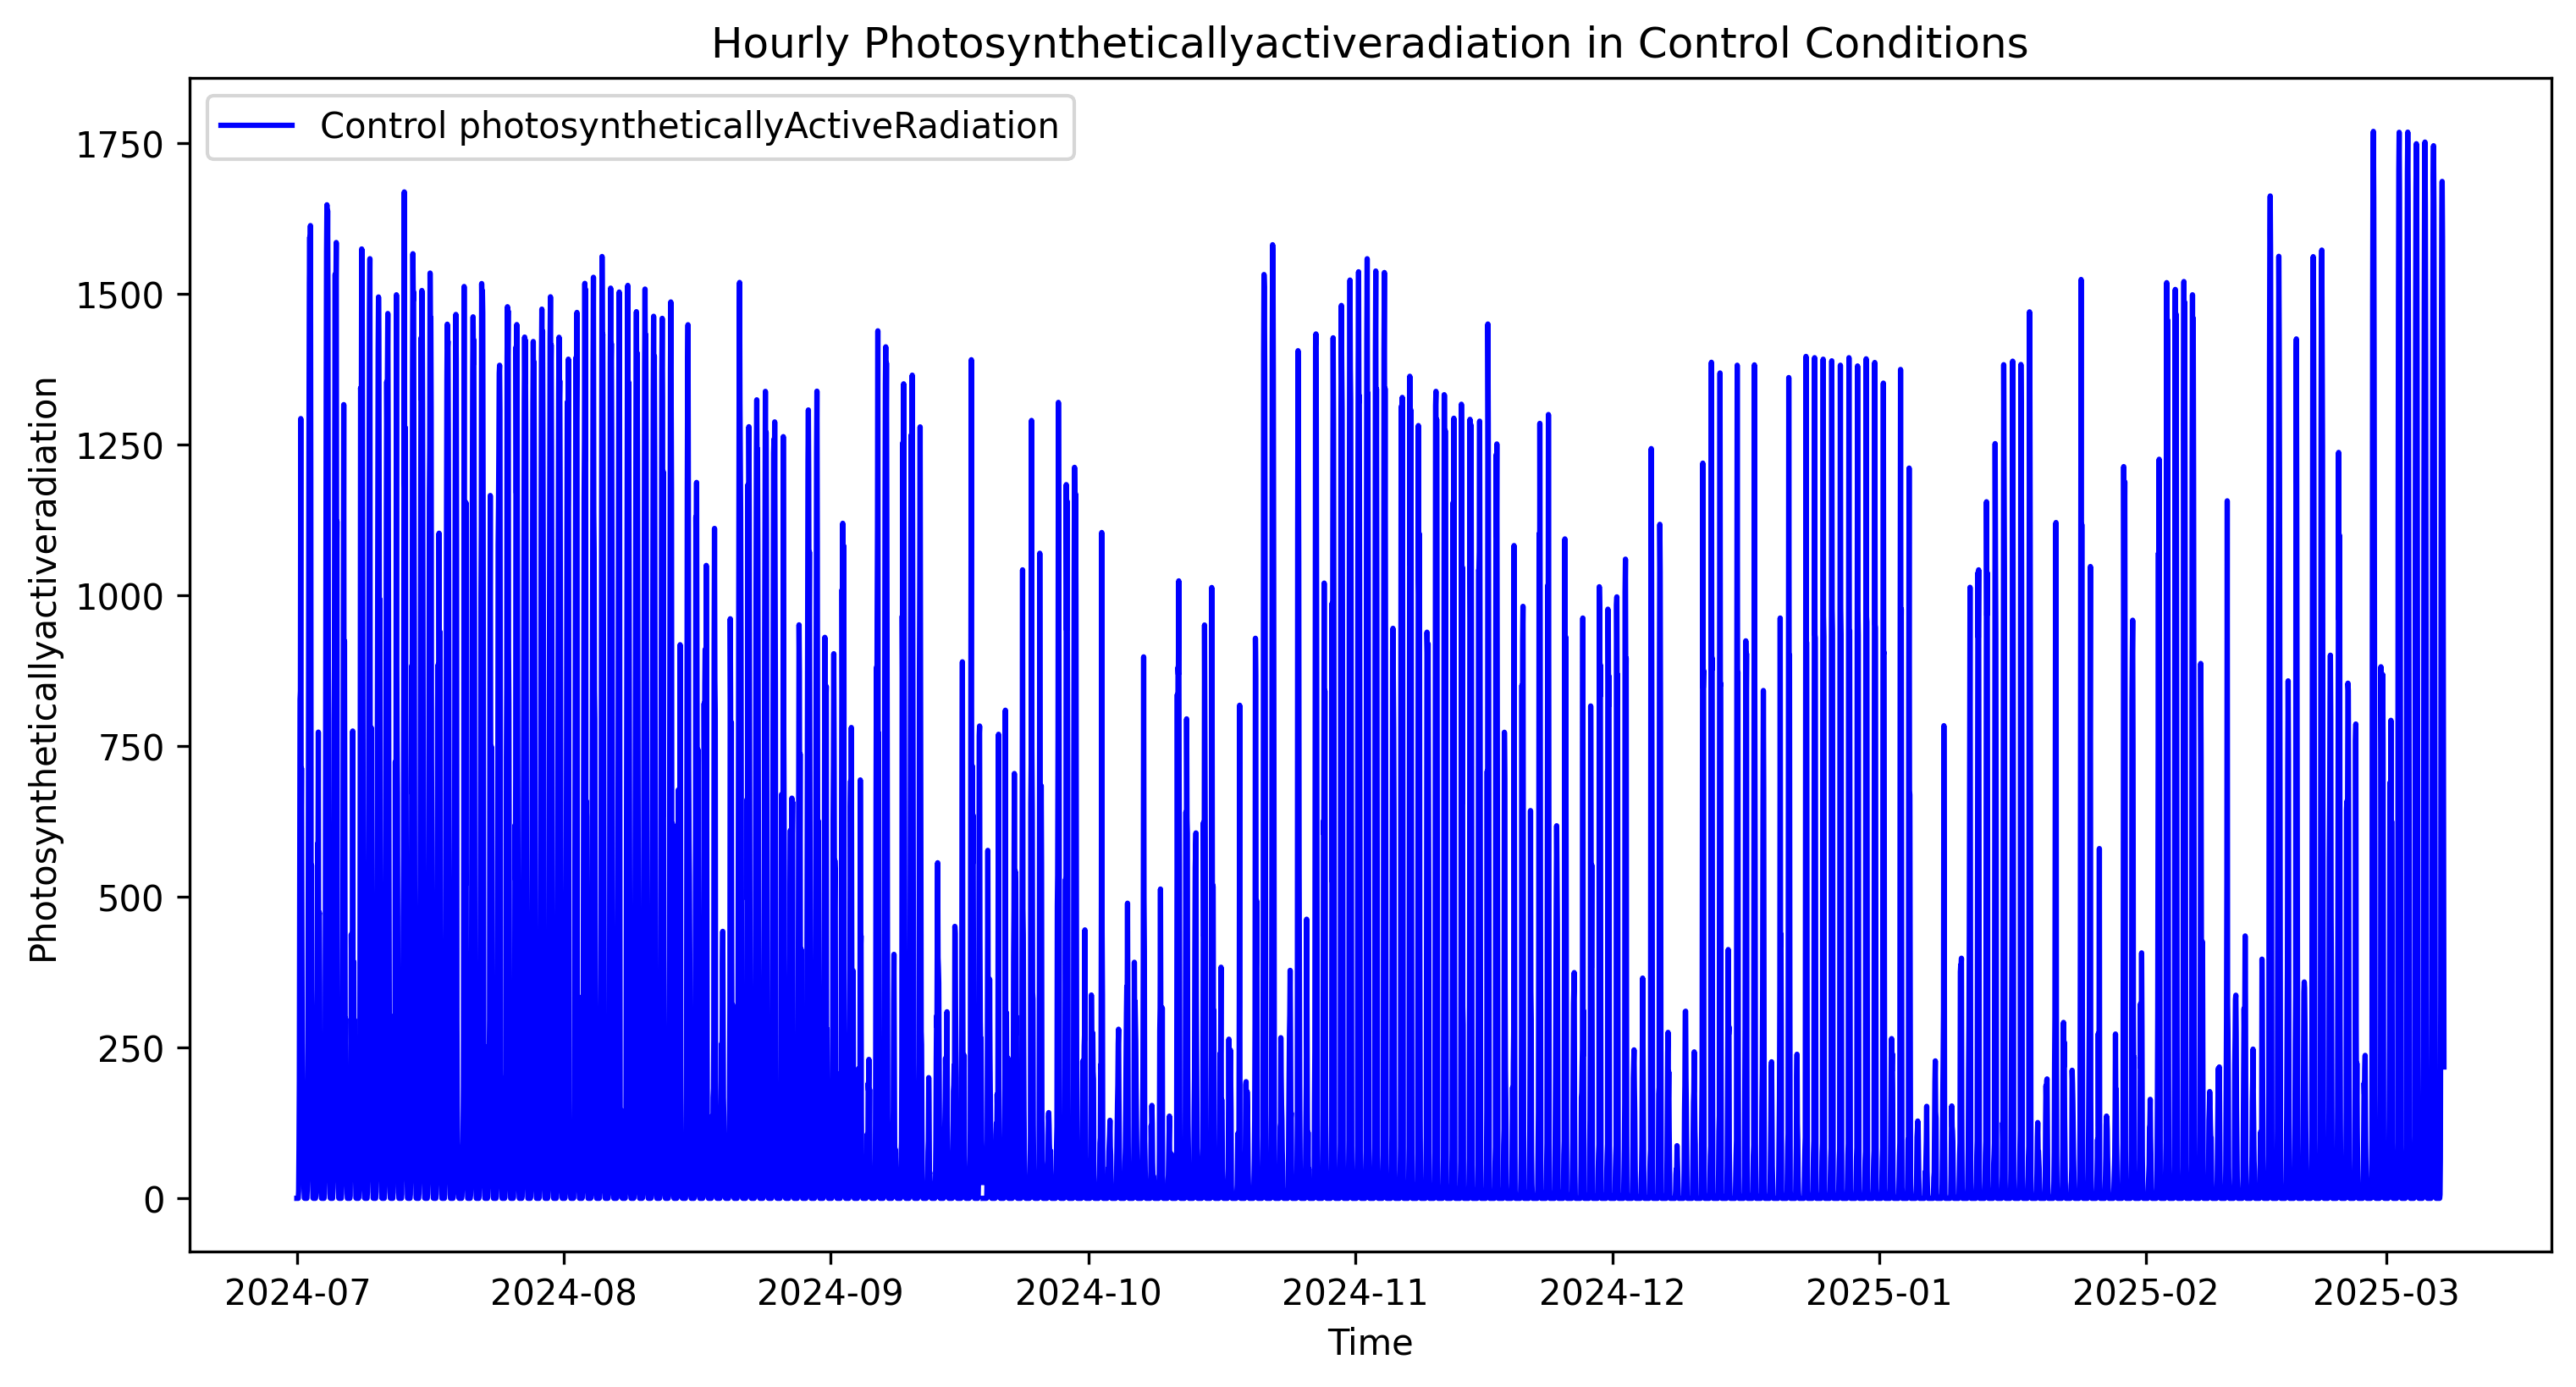 Hourly Photosyntheticallyactiveradiation in Control Conditions
Control photosyntheticallyActiveRadiation
Photosyntheticallyactiveradiation
1750
1500
1250
1000
750
500
250
0
2024-07 2024-08 2024-09 2024-10 2024-11 2024-12 2025-01 2025-02 2025-03
Time